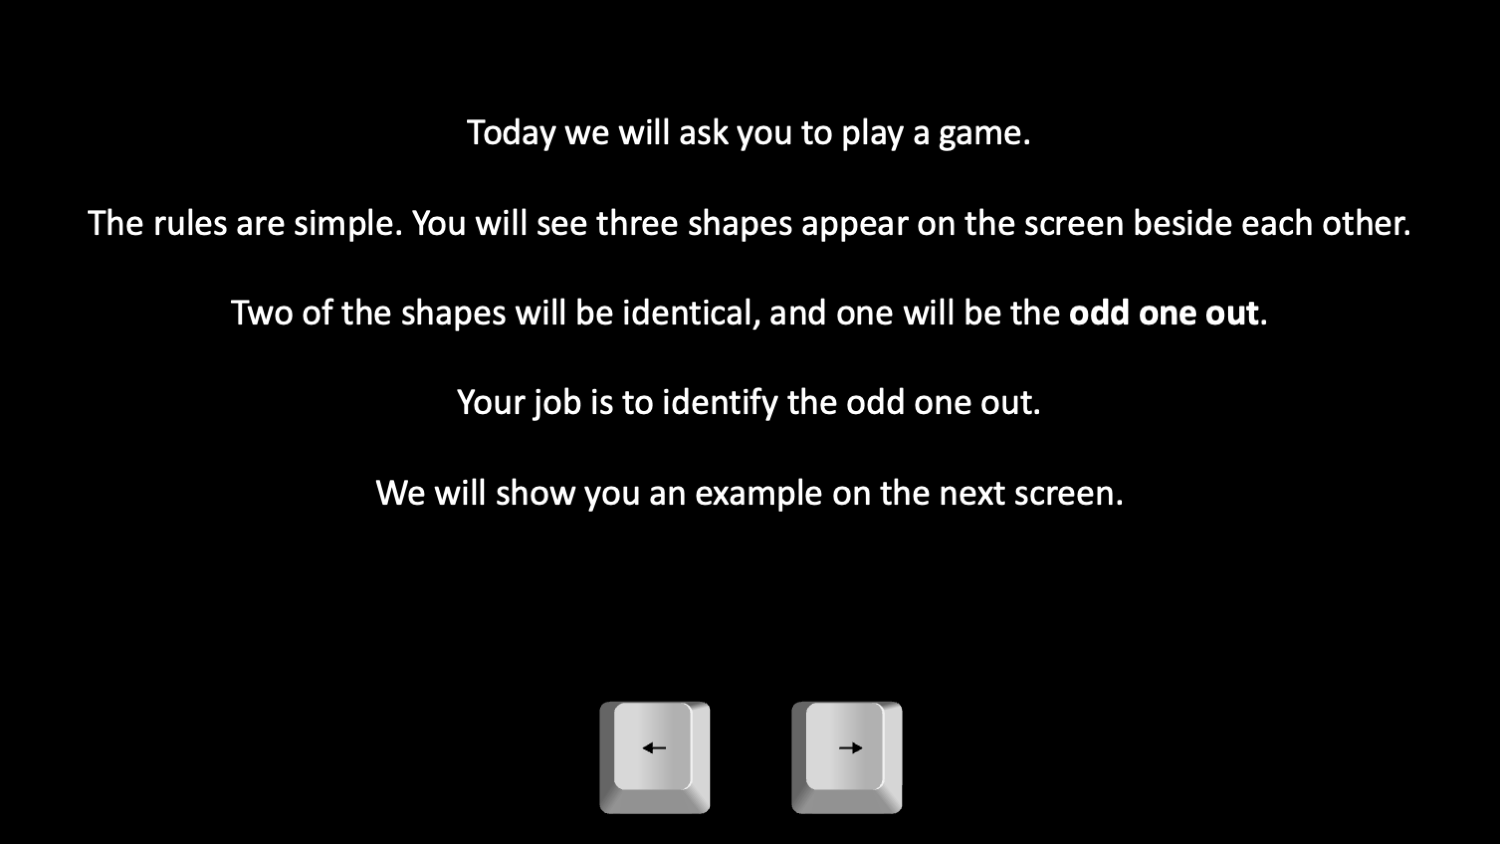 Today we will ask you to play a game.
The rules are simple. You will see three shapes appear on the screen beside each other.
Two of the shapes will be identical, and one will be the odd one out.
Your job is to identify the odd one out.
We will show you an example on the next screen.
← →